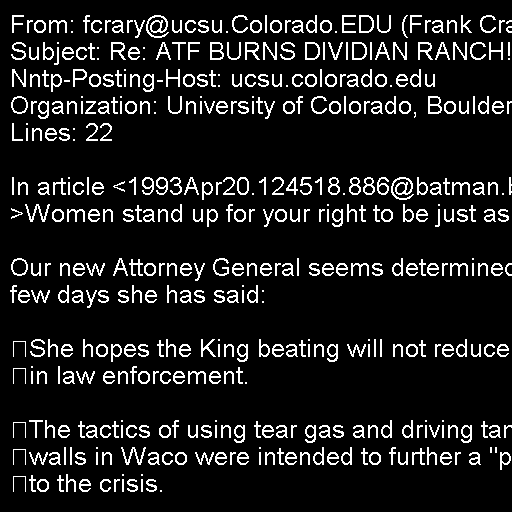 From: fcrary@ucsu.Colorado.EDU (Frank
Subject: Re: ATF BURNS DIVIDIAN RANCH!
Nntp-Posting-Host: ucsu.colorado.edu
Organization: University of Colorado, Boulder
Lines: 22
In article <1993Apr20.124518.886@batman.b
>Women stand up for your right to be just as
Our new Attorney General seems determined
few days she has said:
She hopes the King beating will not reduce
in law enforcement.
The tactics of using tear gas and driving
walls in Waco were intended to further a "p
to the crisis.